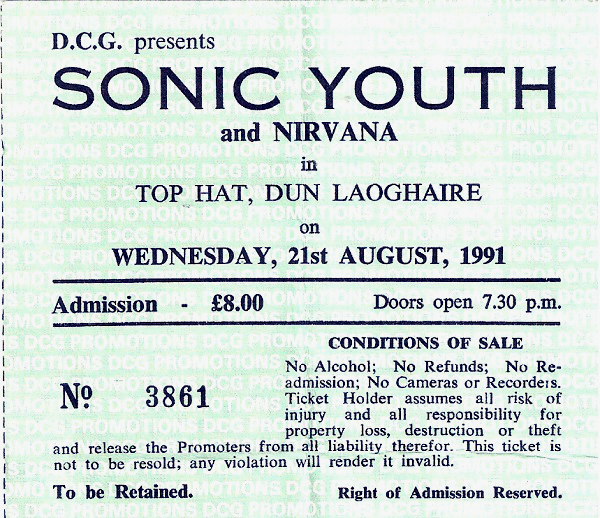 D.C.G. presents
SONIC YOUTH
and NIRVANA
in
TOP HAT, DUN LAOGHAIRE
on
WEDNESDAY, 21st AUGUST, 1991
Admission - £8.00 Doors open 7.30 p.m.
CONDITIONS OF SALE
No Alcohol; No Refunds; No Re-
admission; No Cameras or Recorders.
Ticket Holder assumes all risk of
injury and all responsibility for
property loss, destruction or theft
and release the Promoters from all liability therefor. This ticket is
not to be resold; any violation will render it invalid.
Nº 3861
To be Retained. Right of Admission Reserved.
DCG PROMOTIONS